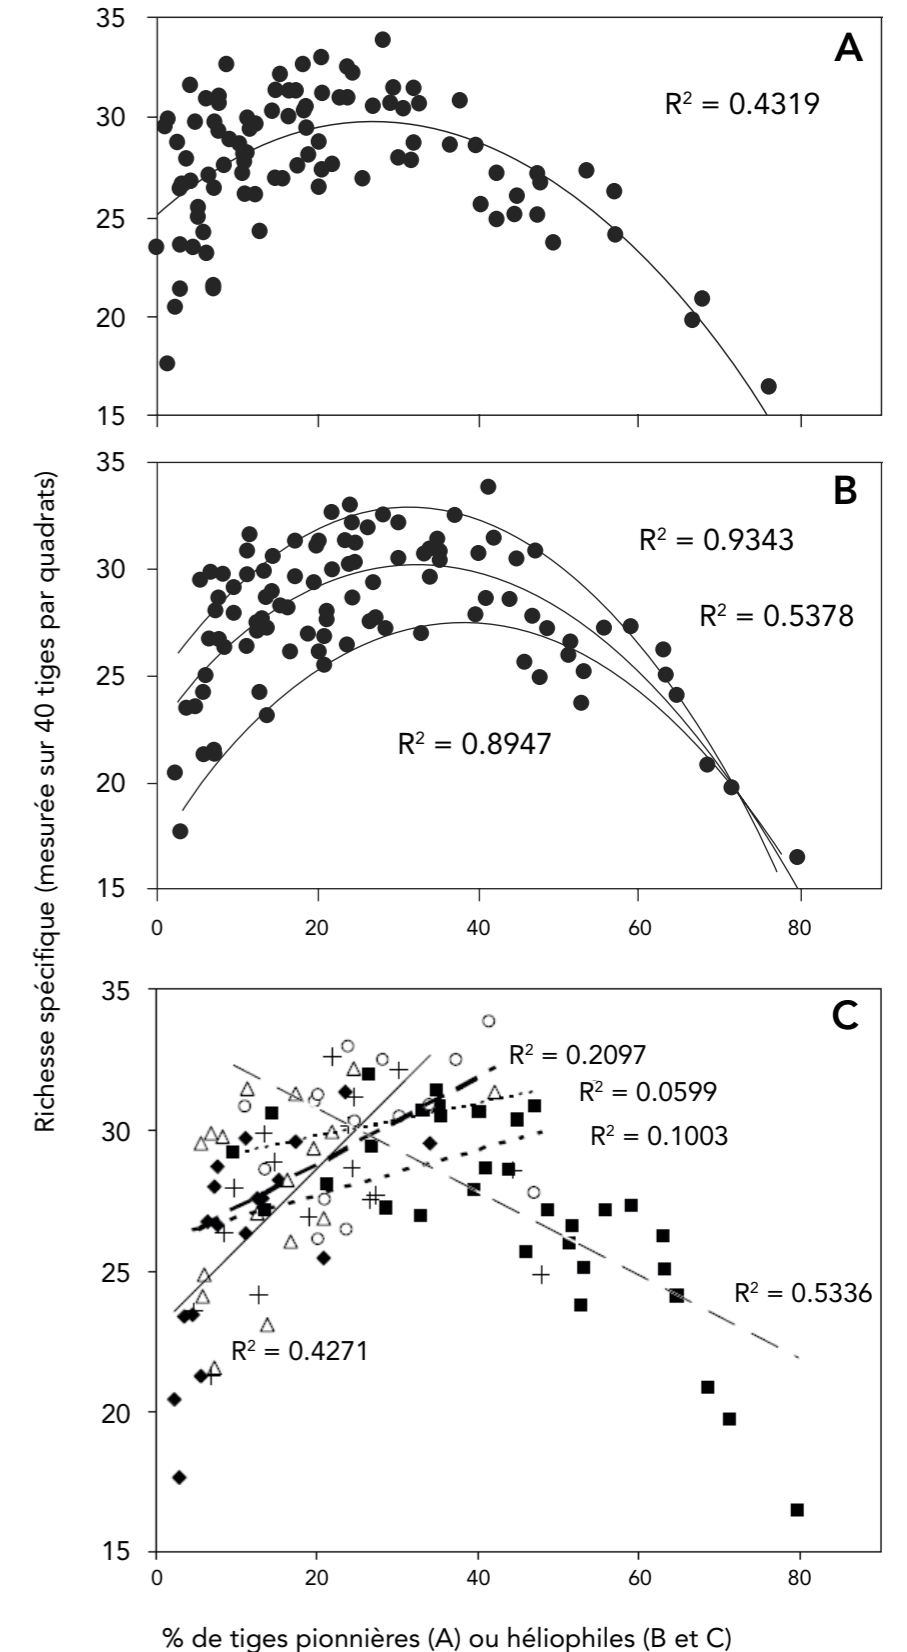 35
A
R² = 0.4319
30
25
20
15
35
B
R² = 0.9343
30
R² = 0.5378
25
R² = 0.8947
20
15
0 20 40 60 80
Richesse spécifique (mesurée sur 40 tiges par quadrats)
35
C
R² = 0.2097
R² = 0.0599
30
R² = 0.1003
25
R² = 0.5336
R² = 0.4271
20
15
0 20 40 60 80
% de tiges pionnières (A) ou héliophiles (B et C)